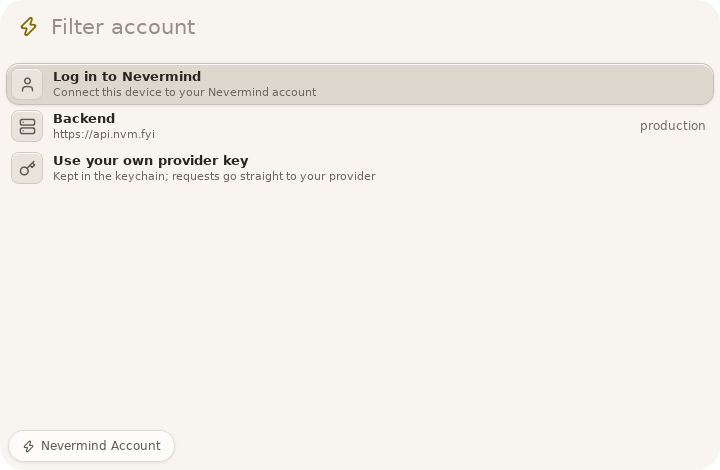 Filter account
Log in to Nevermind
Connect this device to your Nevermind account
Backend
https://api.nvm.fyi
production
Use your own provider key
Kept in the keychain; requests go straight to your provider
Nevermind Account